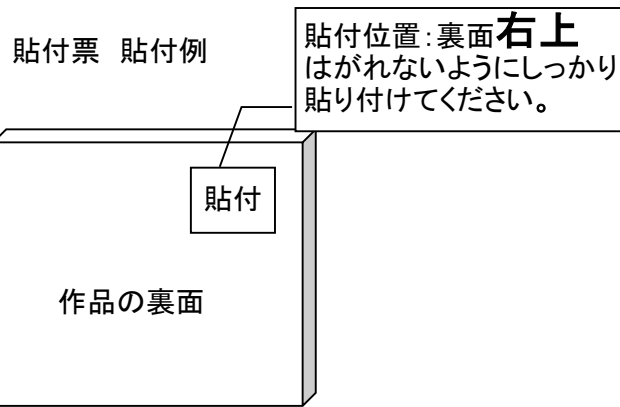 貼付票 貼付例
貼付位置:裏面右上
はがれないようにしっかり
貼り付けてください。
貼付
作品の裏面